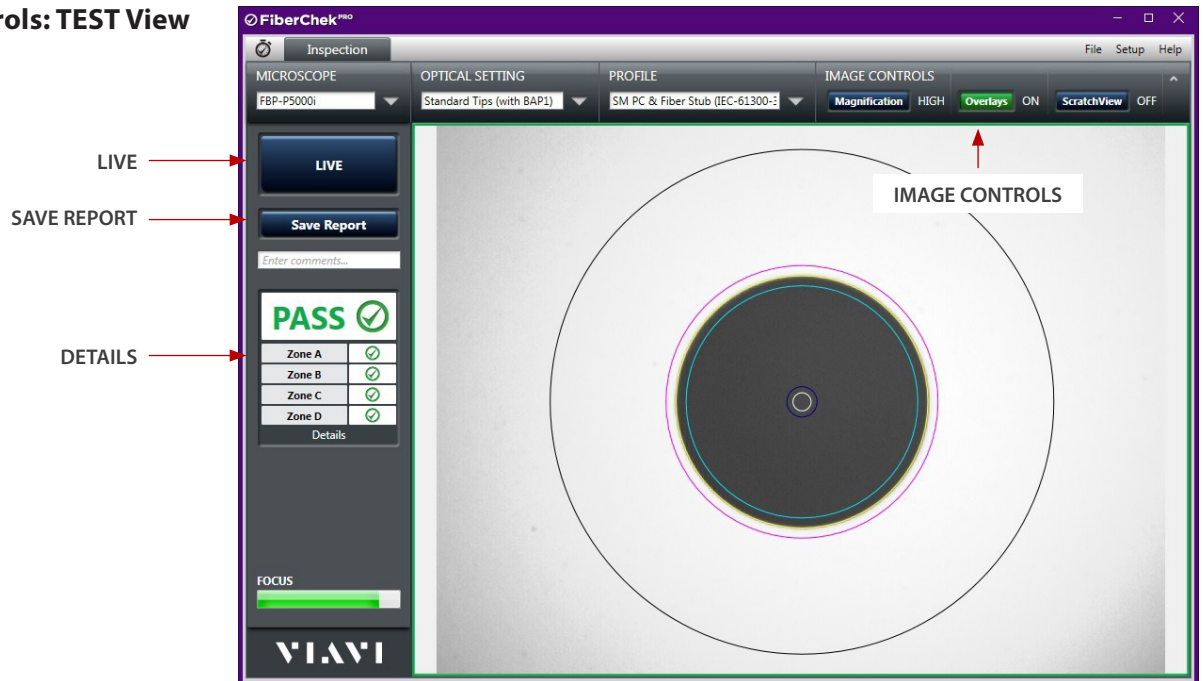 rols: TEST View
FiberChek PRO
Inspection
File Setup Help
MICROSCOPE
OPTICAL SETTING
PROFILE
IMAGE CONTROLS
FBP-P5000i
Standard Tips (with BAP1)
SM PC & Fiber Stub (IEC-61300-3
Magnification HIGH Overlays ON ScratchView OFF
LIVE
LIVE
IMAGE CONTROLS
SAVE REPORT
Save Report
Enter comments...
PASS
DETAILS
Zone A
Zone B
Zone C
Zone D
Details
FOCUS
VIAVI